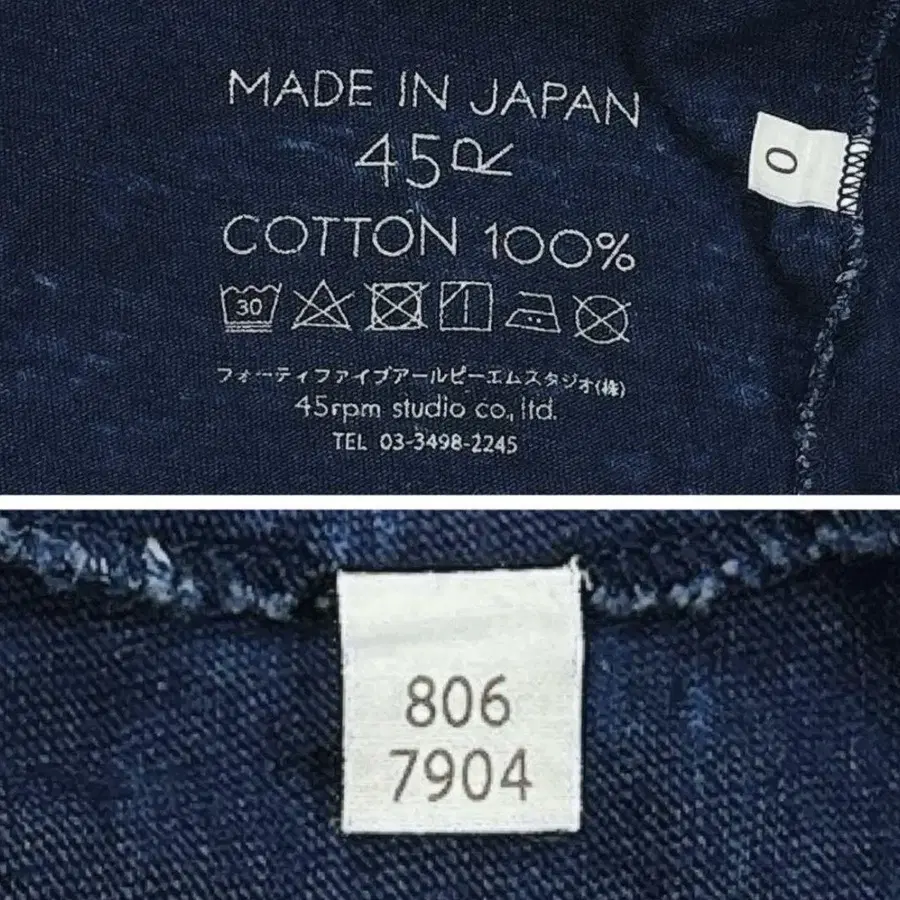 MADE IN JAPAN
45R
COTTON 100%
30
フォーティファイブアールピーエムスタジオ(株)
45rpm studio co., ltd.
TEL 03-3498-2245
0
806
7904